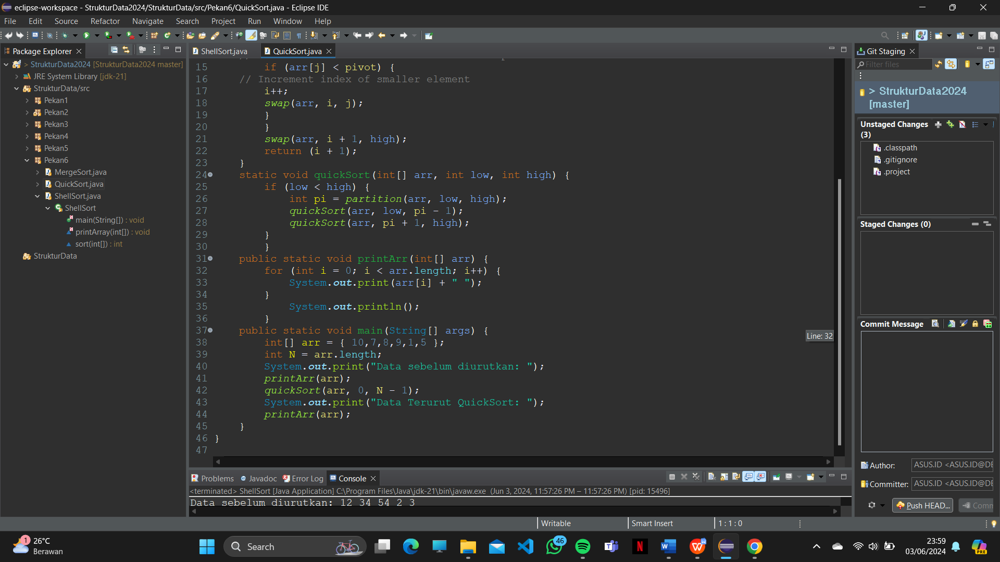 eclipse-workspace - StrukturData2024/StrukturData/src/Pekan6/QuickSort.java - Eclipse IDE
File Edit Source Refactor Navigate Search Project Run Window Help
Package Explorer
> StrukturData2024 [StrukturData2024 master]
JRE System Library [jdk-21]
StrukturData/src
Pekan1
Pekan2
Pekan3
Pekan4
Pekan5
Pekan6
MergeSort.java
QuickSort.java
ShellSort.java
ShellSort
main(String[]) : void
printArray(int[]) : void
sort(int[]) : int
StrukturData
ShellSort.java QuickSort.java
15 if (arr[j] < pivot) {
16 // Increment index of smaller element
17 i++;
18 swap(arr, i, j);
19 }
20 }
21 swap(arr, i + 1, high);
22 return (i + 1);
23 }
24 static void quickSort(int[] arr, int low, int high) {
25 if (low < high) {
26 int pi = partition(arr, low, high);
27 quickSort(arr, low, pi - 1);
28 quickSort(arr, pi + 1, high);
29 }
30 }
31 public static void printArr(int[] arr) {
32 for (int i = 0; i < arr.length; i++) {
33 System.out.print(arr[i] + " ");
34 }
35 System.out.println();
36 }
37 public static void main(String[] args) {
38 int[] arr = { 10,7,8,9,1,5 };
39 int N = arr.length;
40 System.out.print("Data sebelum diurutkan: ");
41 printArr(arr);
42 quickSort(arr, 0, N - 1);
43 System.out.print("Data Terurut QuickSort: ");
44 printArr(arr);
45 }
46 }
47
Line: 32
Problems Javadoc Error Log Console
<terminated> ShellSort [Java Application] C:\Program Files\Java\jdk-21\bin\javaw.exe (Jun 3, 2024, 11:57:26 PM – 11:57:26 PM) [pid: 15496]
Data sebelum diurutkan: 12 34 54 2 3
Git Staging
Filter files
> StrukturData2024
[master]
Unstaged Changes
(3)
.classpath
.gitignore
.project
Staged Changes (0)
Commit Message
Author: ASUS.ID <ASUS.ID@DE
Committer: ASUS.ID <ASUS.ID@DE
Push HEAD... Comm
Writable Smart Insert 1 : 1 : 0
1
26°C
Berawan
Search
46
23:59
03/06/2024
PRE